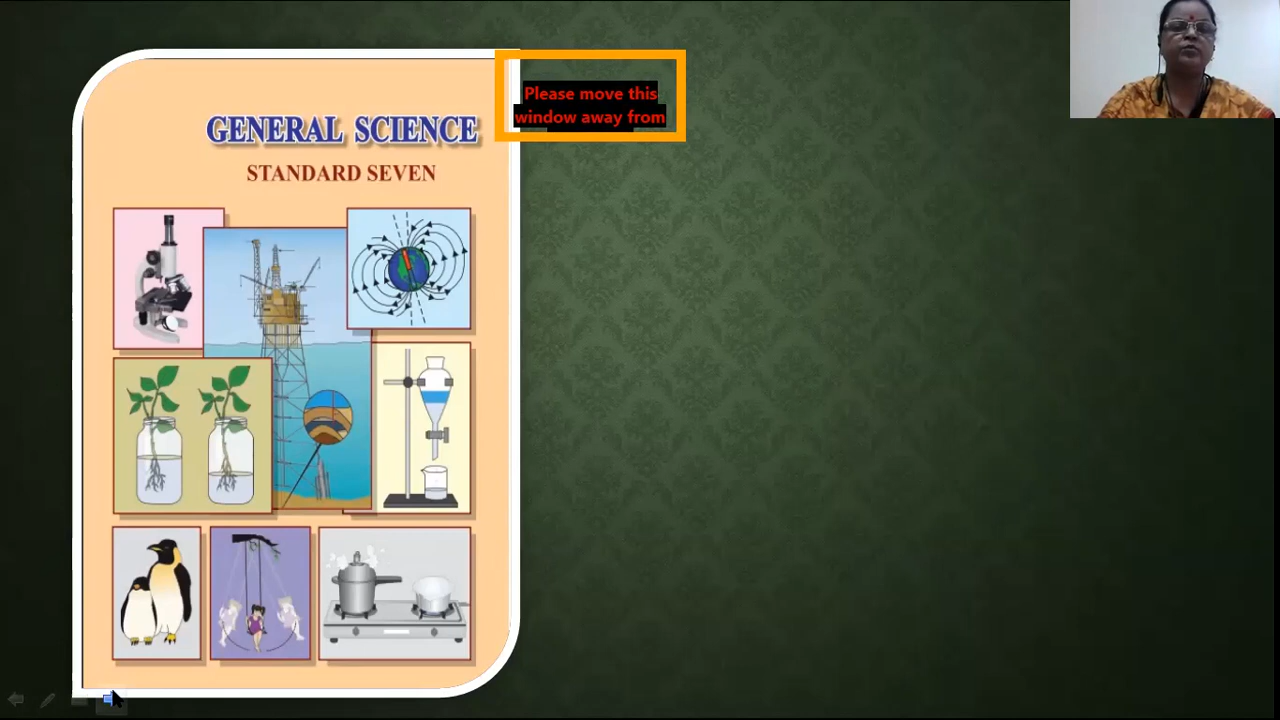 GENERAL SCIENCE
STANDARD SEVEN
Please move this
window away from